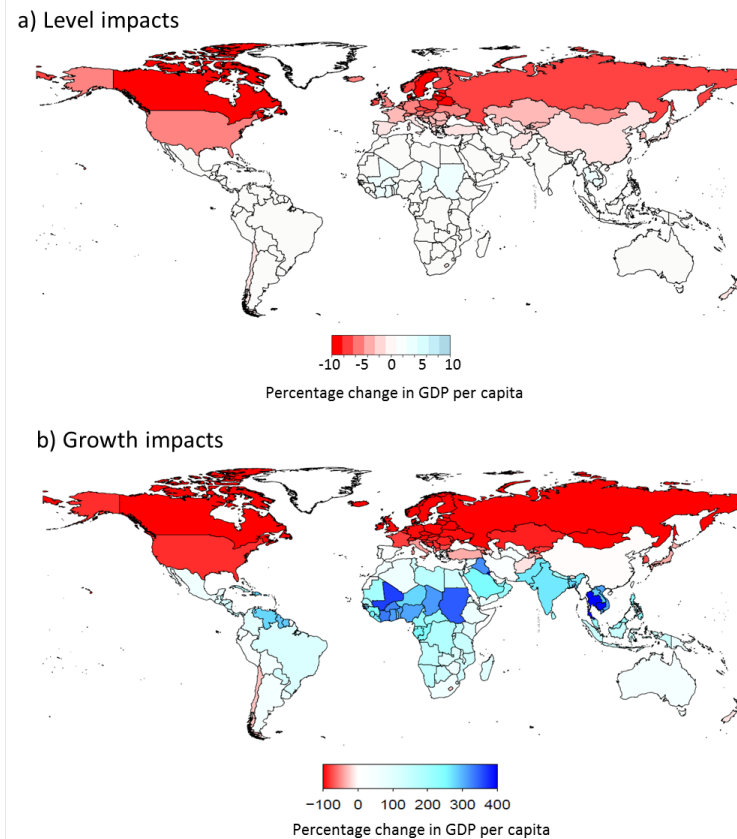 a) Level impacts
-10 -5 0 5 10
Percentage change in GDP per capita
b) Growth impacts
−100 0 100 200 300 400
Percentage change in GDP per capita